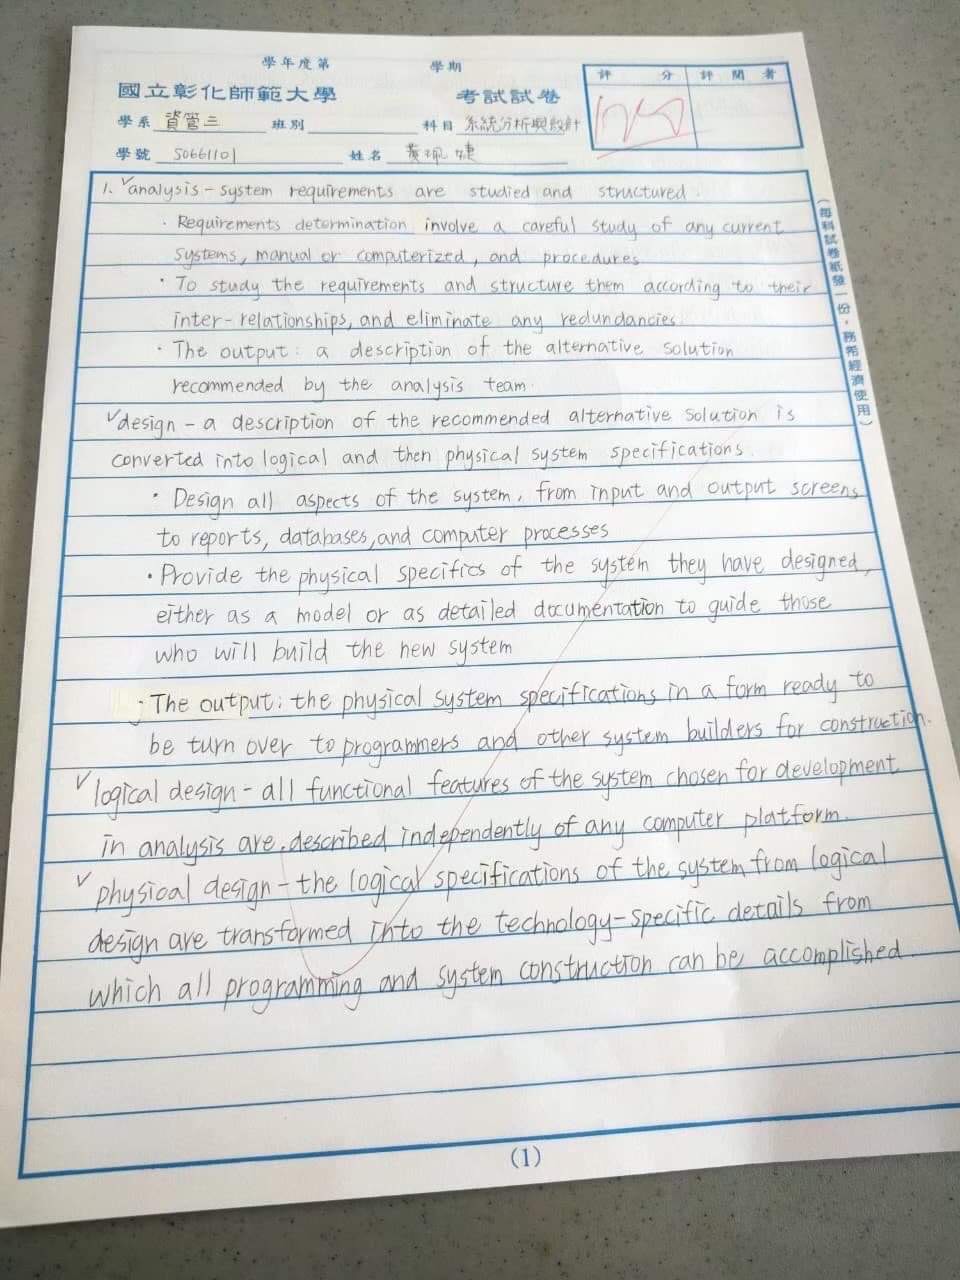 學年度第 學期
國立彰化師範大學 考試試卷
學系 資管三 班別 科目 系統分析與設計
學號 S0661101 姓名 黃珮婕
評分 評閱者
(每科試卷紙發一份，務希經濟使用)
1. ✓analysis – system requirements are studied and structured.
· Requirements determination involve a careful study of any current
systems, manual or computerized, and procedures
· To study the requirements and structure them according to their
inter-relationships, and eliminate any redundancies
· The output: a description of the alternative solution
recommended by the analysis team.
✓design – a description of the recommended alternative solution is
converted into logical and then physical system specifications.
· Design all aspects of the system, from input and output screens
to reports, databases, and computer processes
· Provide the physical specifics of the system they have designed,
either as a model or as detailed documentation to guide those
who will build the new system
· The output: the physical system specifications in a form ready to
be turn over to programmers and other system builders for construction.
✓logical design – all functional features of the system chosen for development
in analysis are described independently of any computer platform.
✓physical design – the logical specifications of the system from logical
design are transformed into the technology-specific details from
which all programming and system construction can be accomplished.
(1)